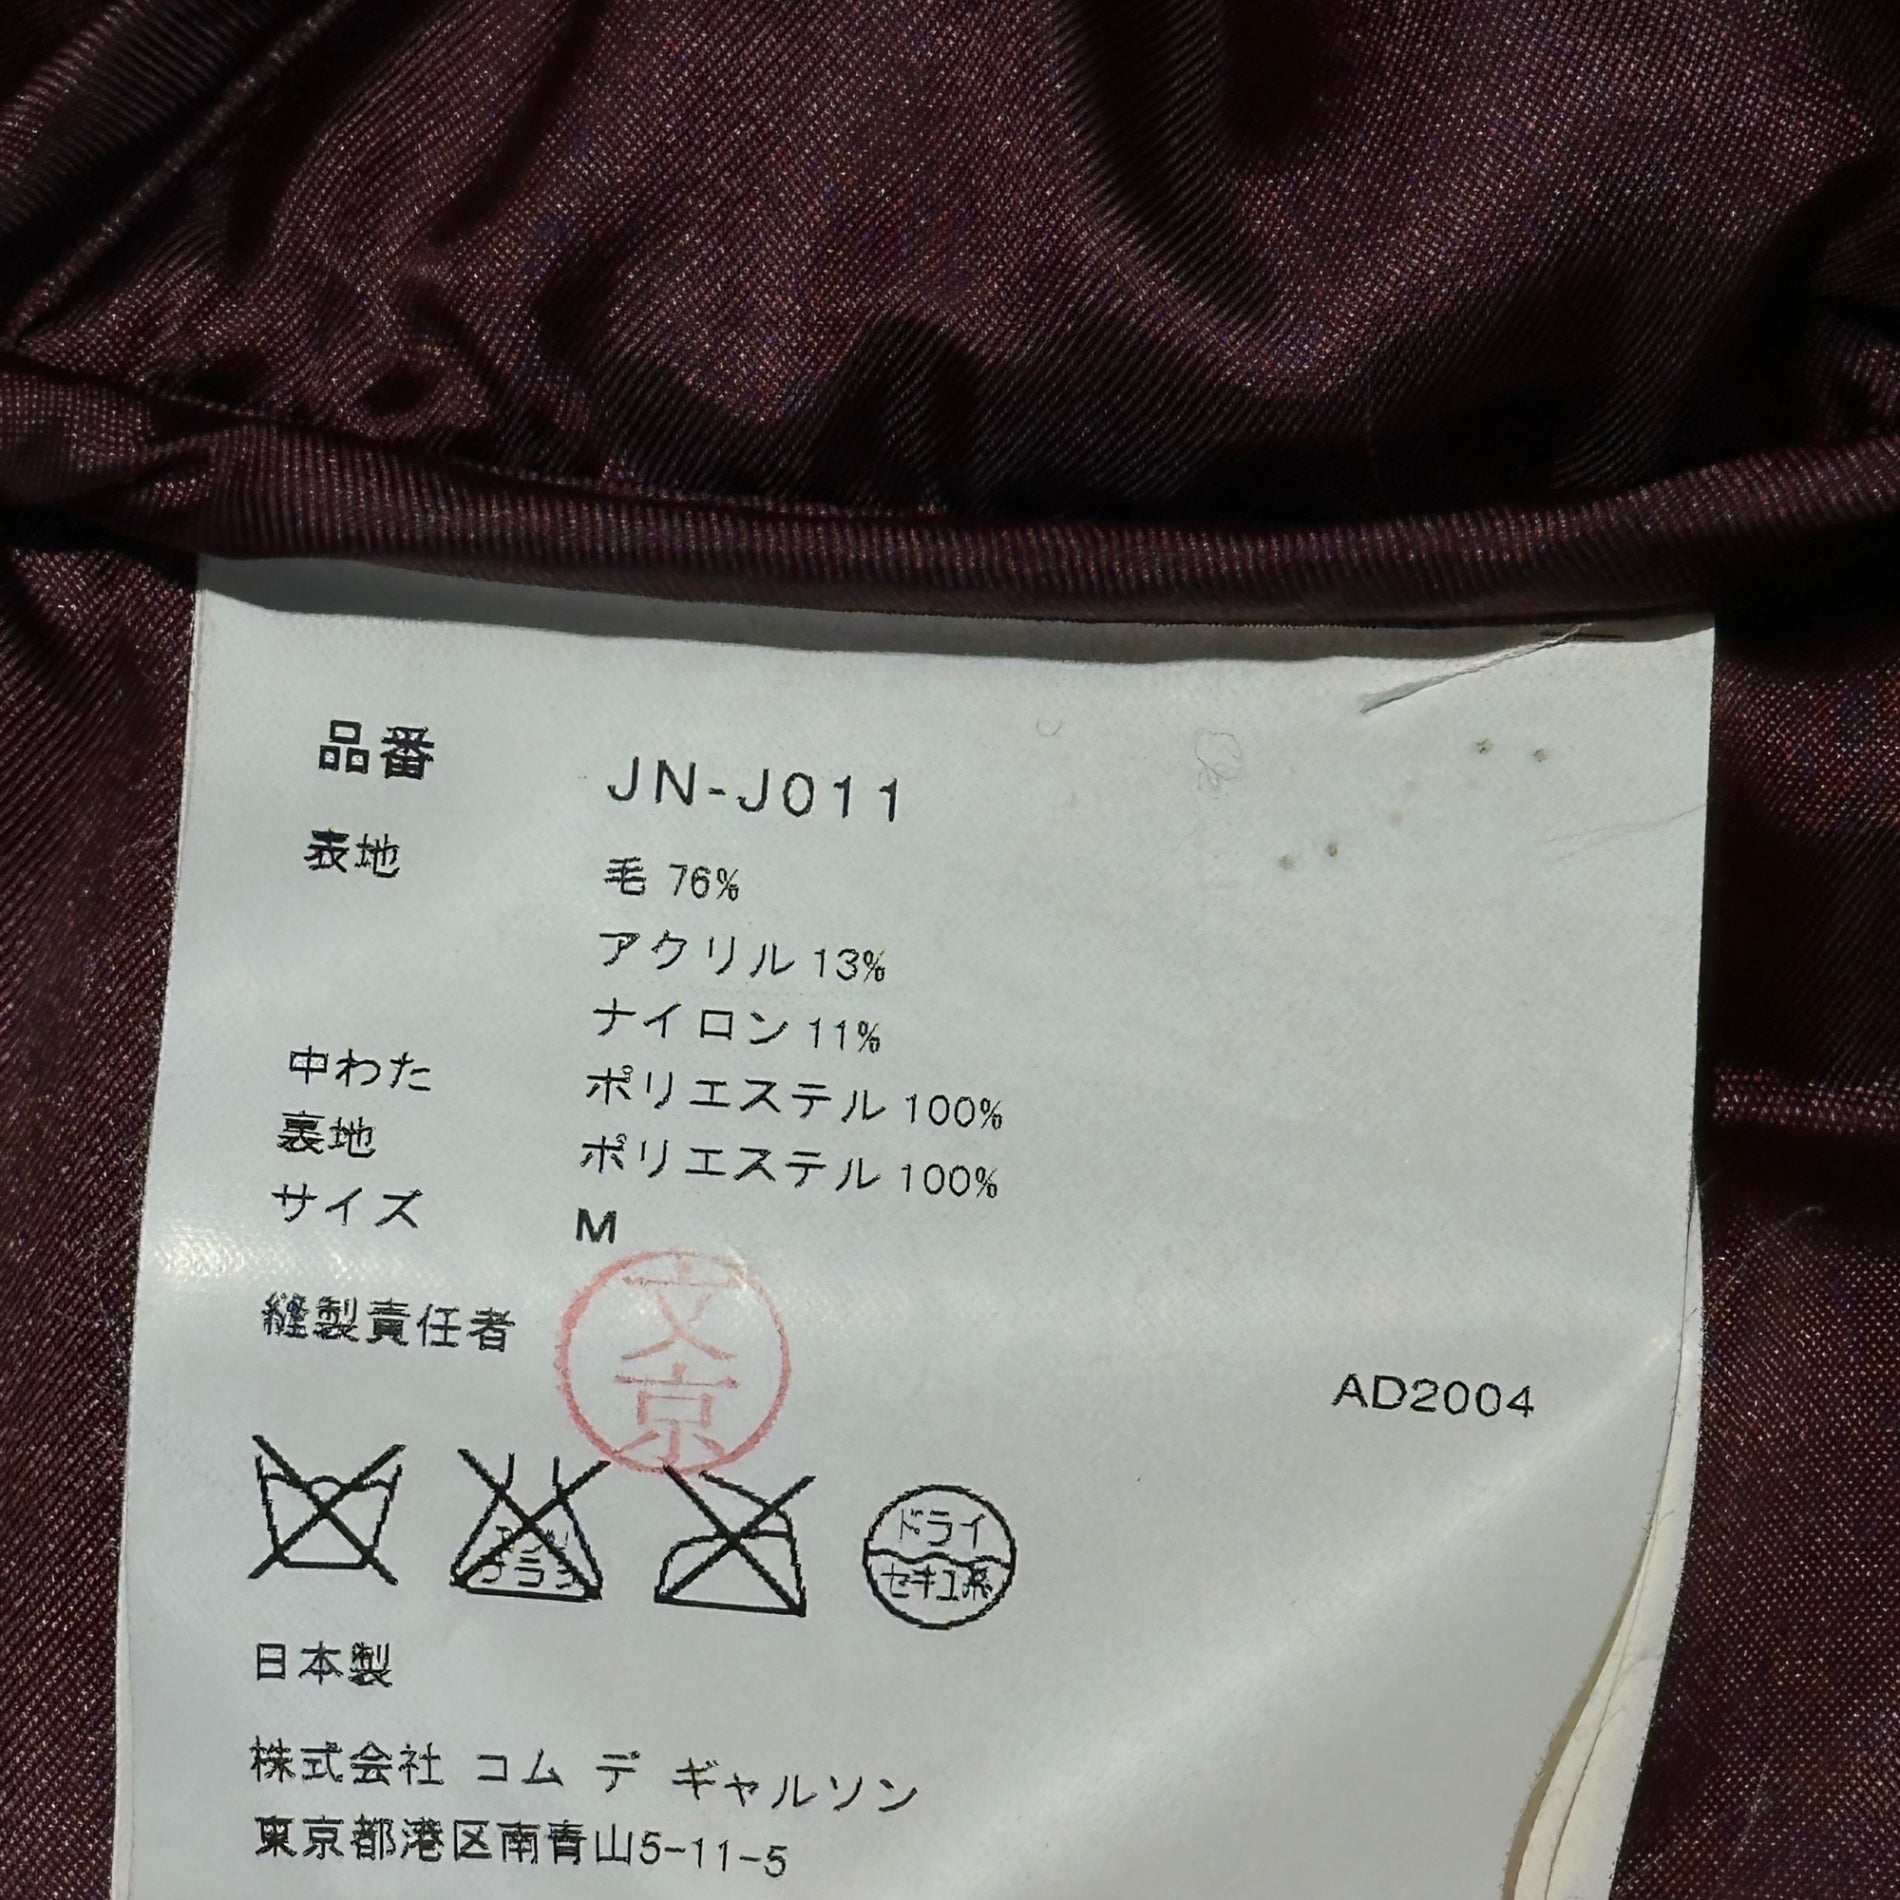 品番 JN-J011
表地 毛 76%
アクリル 13%
ナイロン 11%
中わた ポリエステル 100%
裏地 ポリエステル 100%
サイズ M
縫製責任者 文京
AD2004
ドライ
セキユ系
日本製
株式会社 コム デ ギャルソン
東京都港区南青山5-11-5